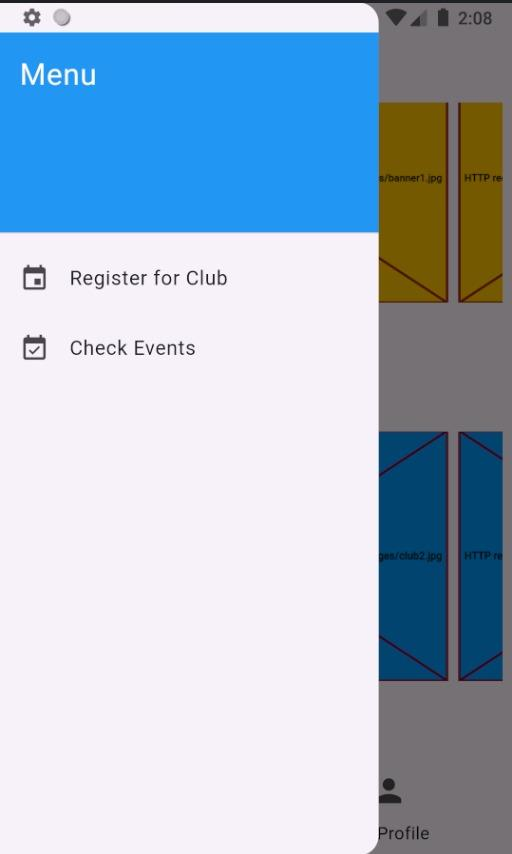 2:08
Menu
s/banner1.jpg
HTTP re
Register for Club
Check Events
ges/club2.jpg
HTTP re
Profile